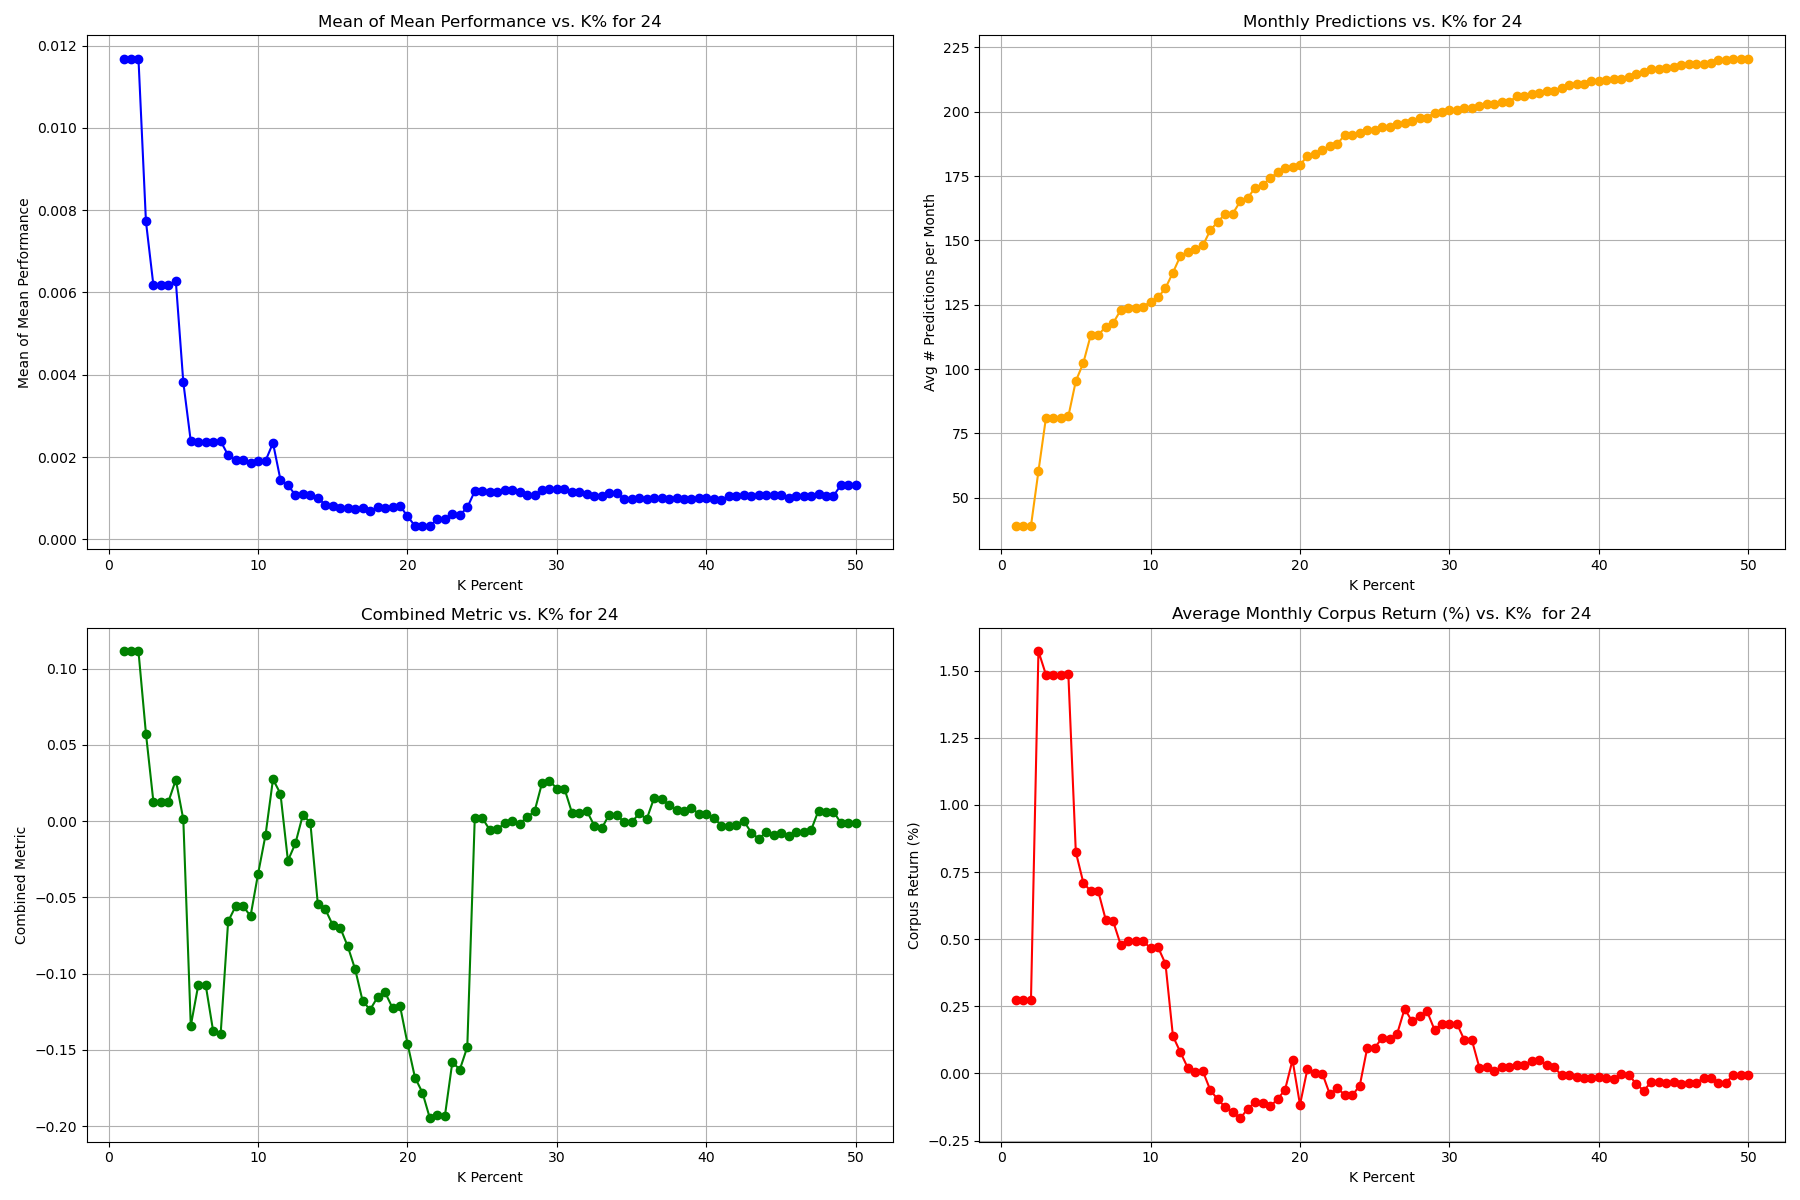 Mean of Mean Performance vs. K% for 24
0.012
0.010
0.008
0.006
0.004
0.002
0.000
Mean of Mean Performance
0 10 20 30 40 50
K Percent
Monthly Predictions vs. K% for 24
225
200
175
150
125
100
75
50
Avg # Predictions per Month
0 10 20 30 40 50
K Percent
Combined Metric vs. K% for 24
0.10
0.05
0.00
−0.05
−0.10
−0.15
−0.20
Combined Metric
0 10 20 30 40 50
K Percent
Average Monthly Corpus Return (%) vs. K%  for 24
1.50
1.25
1.00
0.75
0.50
0.25
0.00
−0.25
Corpus Return (%)
0 10 20 30 40 50
K Percent